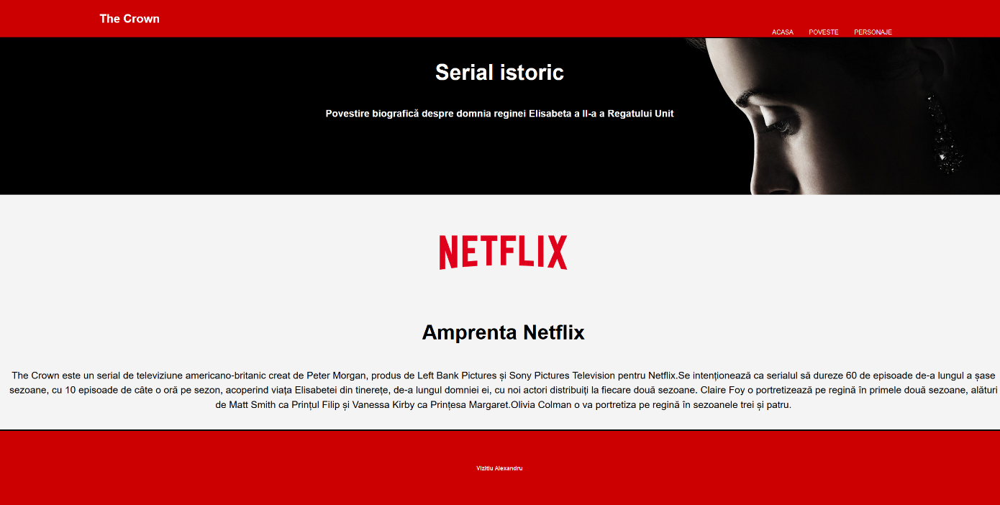 The Crown
ACASA POVESTE PERSONAJE
Serial istoric
Povestire biografică despre domnia reginei Elisabeta a II-a a Regatului Unit
NETFLIX
Amprenta Netflix
The Crown este un serial de televiziune americano-britanic creat de Peter Morgan, produs de Left Bank Pictures și Sony Pictures Television pentru Netflix.Se intenționează ca serialul să dureze 60 de episoade de-a lungul a șase
sezoane, cu 10 episoade de câte o oră pe sezon, acoperind viața Elisabetei din tinerețe, de-a lungul domniei ei, cu noi actori distribuiți la fiecare două sezoane. Claire Foy o portretizează pe regină în primele două sezoane, alături
de Matt Smith ca Prințul Filip și Vanessa Kirby ca Prințesa Margaret.Olivia Colman o va portretiza pe regină în sezoanele trei și patru.
Vizitiu Alexandru